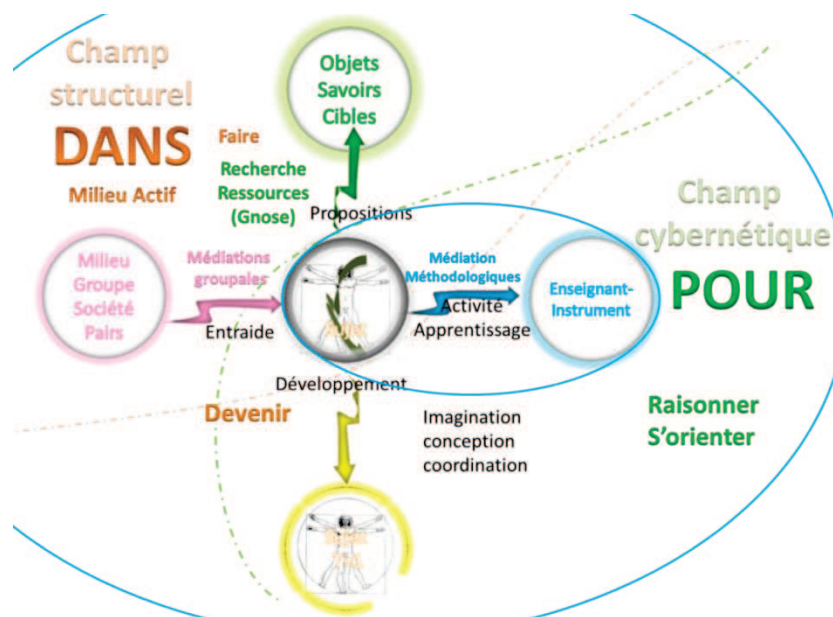 Champ
structurel
DANS
Milieu Actif
Faire
Recherche
Ressources
(Gnose)
Objets
Savoirs
Cibles
Propositions
Champ
cybernétique
POUR
Milieu
Groupe
Société
Pairs
Médiations
groupales
Entraide
Médiation
Méthodologiques
Activité
Apprentissage
Enseignant-
Instrument
Développement
Devenir
Imagination
conception
coordination
Raisonner
S'orienter